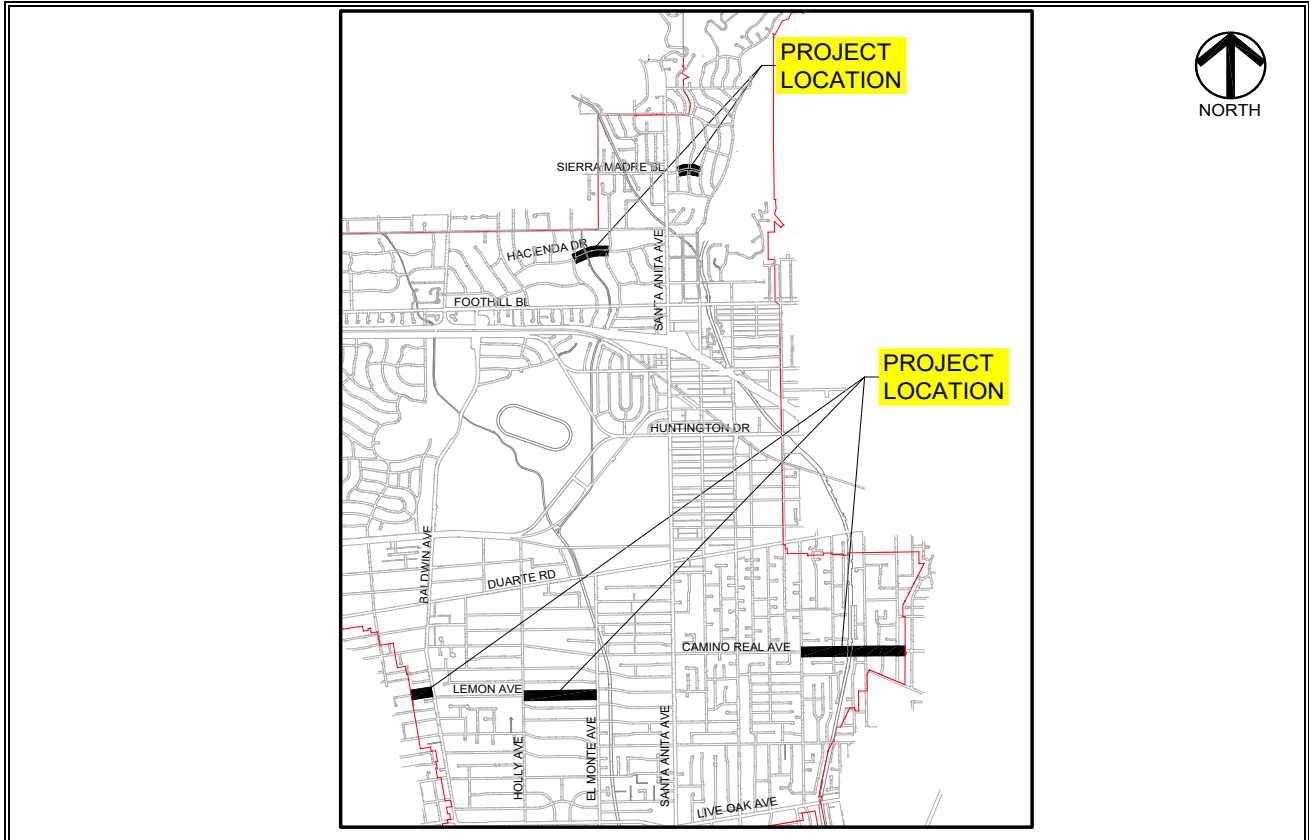 PROJECT
LOCATION
NORTH
SIERRA MADRE BL
HACIENDA DR
SANTA ANITA AVE
FOOTHILL BL
PROJECT
LOCATION
HUNTINGTON DR
BALDWIN AVE
DUARTE RD
CAMINO REAL AVE
LEMON AVE
HOLLY AVE
EL MONTE AVE
SANTA ANITA AVE
LIVE OAK AVE